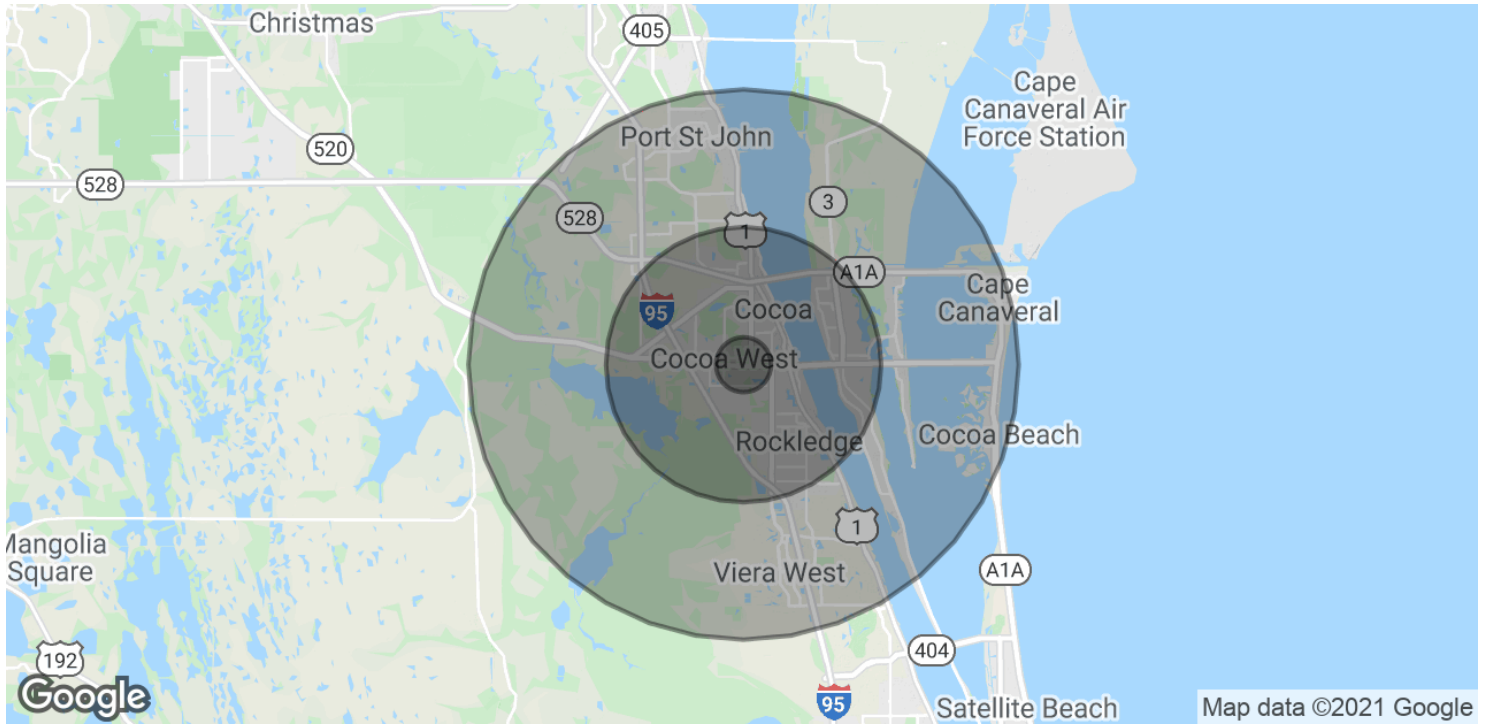 Christmas
405
Cape
Canaveral Air
Force Station
Port St John
520
528
3
528
1
A1A
Cape
Canaveral
95
Cocoa
Cocoa West
Rockledge
Cocoa Beach
1
Mangolia
Square
Viera West
A1A
404
192
95
Satellite Beach
Google
Map data ©2021 Google